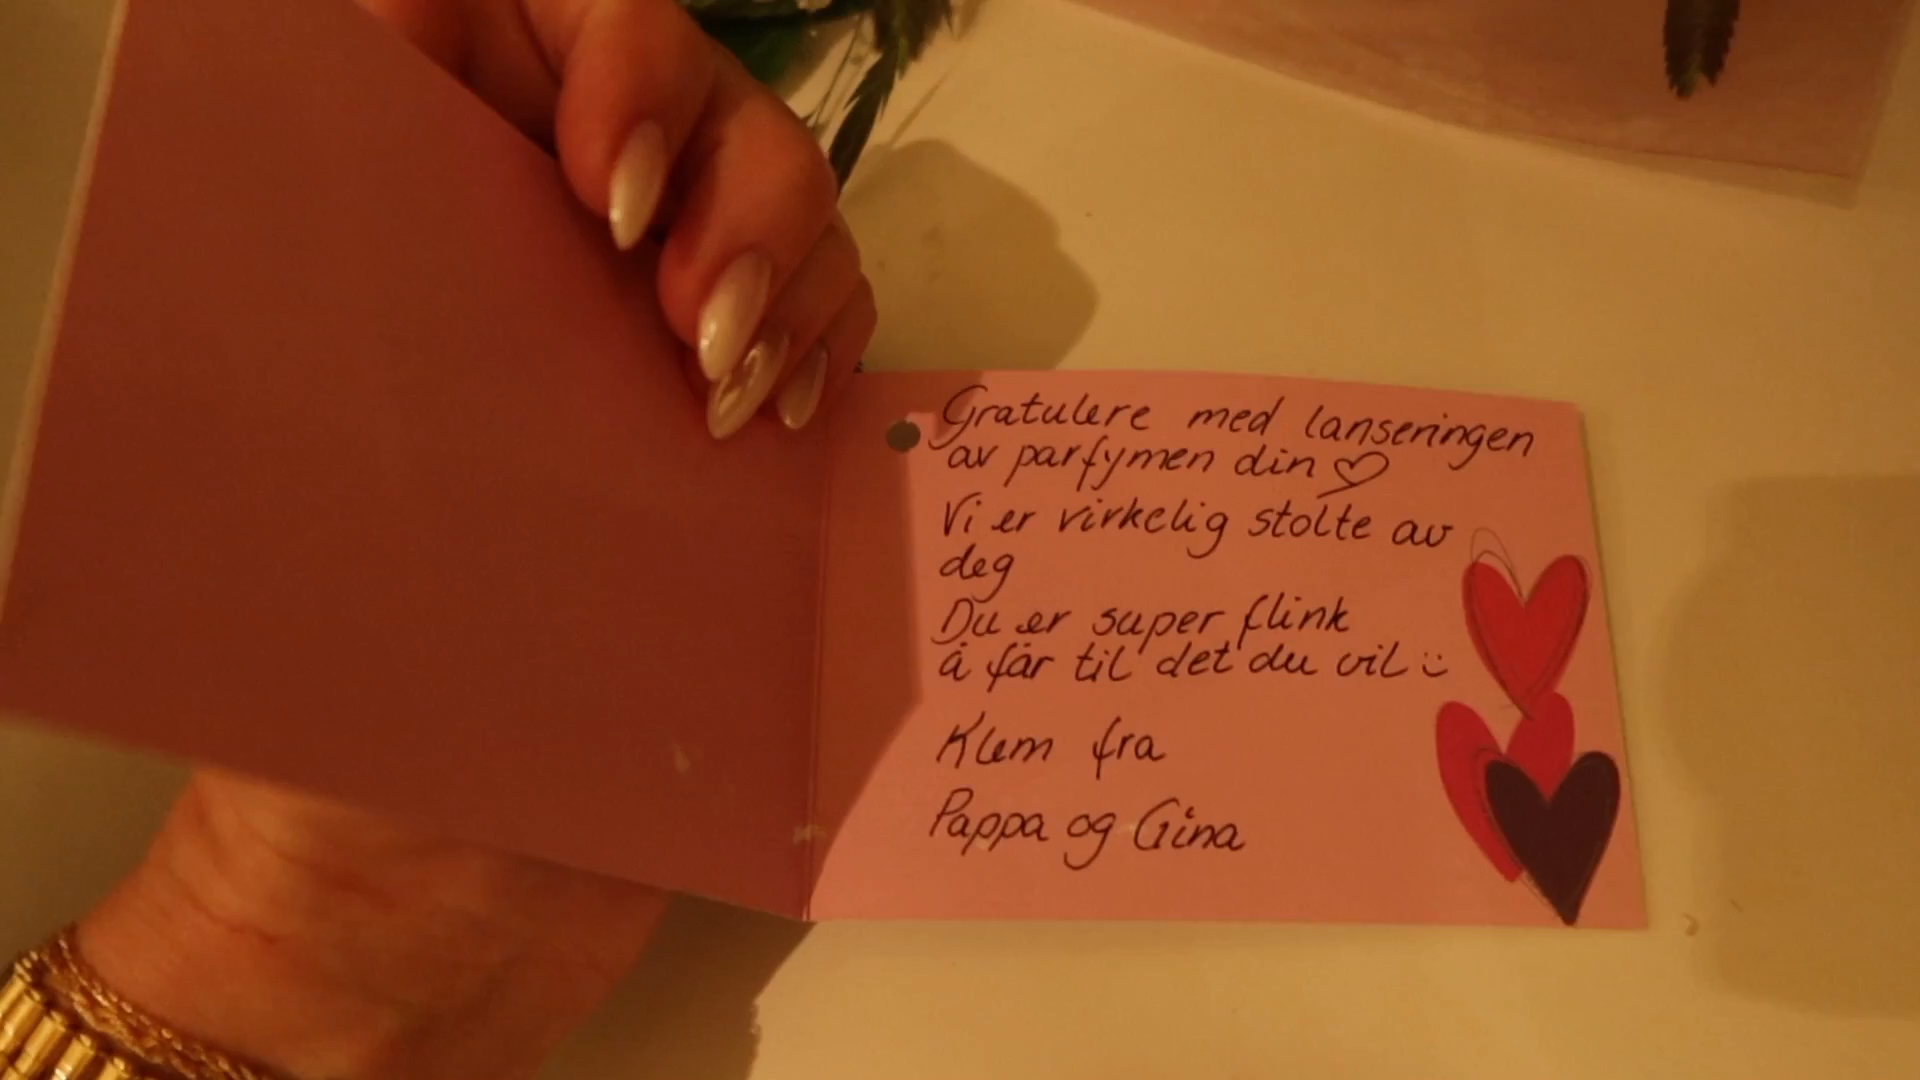 Gratulere med lanseringen
av parfymen din ♡
Vi er virkelig stolte av
deg
Du er super flink
å får til det du vil :)
Klem fra
Pappa og Gina